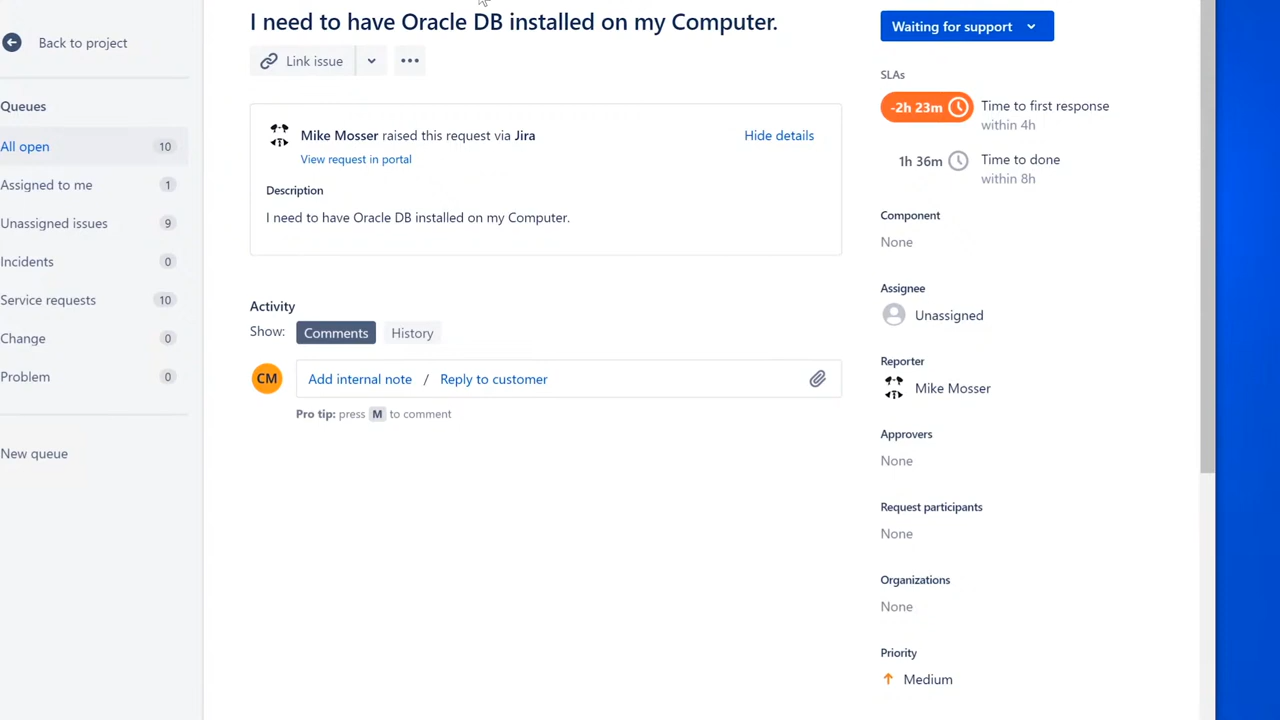 I need to have Oracle DB installed on my Computer.
Waiting for support
Back to project
Link issue
SLAs
-2h 23m Time to first response
within 4h
Queues
All open 10
Mike Mosser raised this request via Jira
Hide details
View request in portal
1h 36m Time to done
within 8h
Assigned to me 1
Description
I need to have Oracle DB installed on my Computer.
Unassigned issues 9
Component
None
Incidents 0
Service requests 10
Assignee
Unassigned
Activity
Show: Comments History
Change 0
Problem 0
Reporter
Mike Mosser
CM Add internal note / Reply to customer
Pro tip: press M to comment
New queue
Approvers
None
Request participants
None
Organizations
None
Priority
Medium